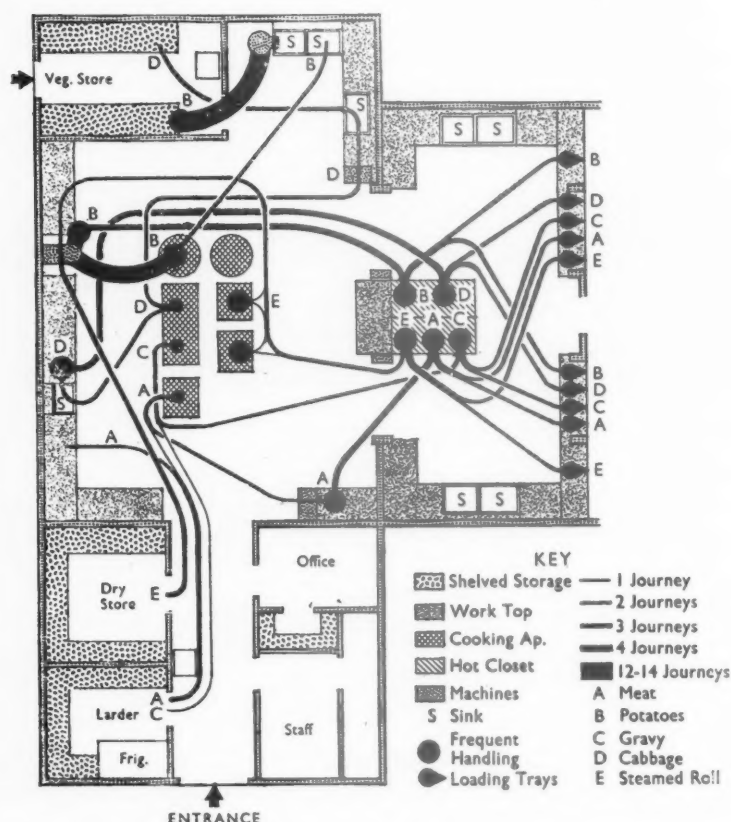 S S
D
B
Veg. Store
B
S
S S
D
B
B
B
D
C
A
E
D
E
B D
E A C
C
D
A
S
B
D
C
A
E
A
A
S S
Dry Store
E
Office
Larder
A
C
Frig.
Staff
ENTRANCE
KEY
Shelved Storage
Work Top
Cooking Ap.
Hot Closet
Machines
S Sink
Frequent Handling
Loading Trays
1 Journey
2 Journeys
3 Journeys
4 Journeys
12-14 Journeys
A Meat
B Potatoes
C Gravy
D Cabbage
E Steamed Roll